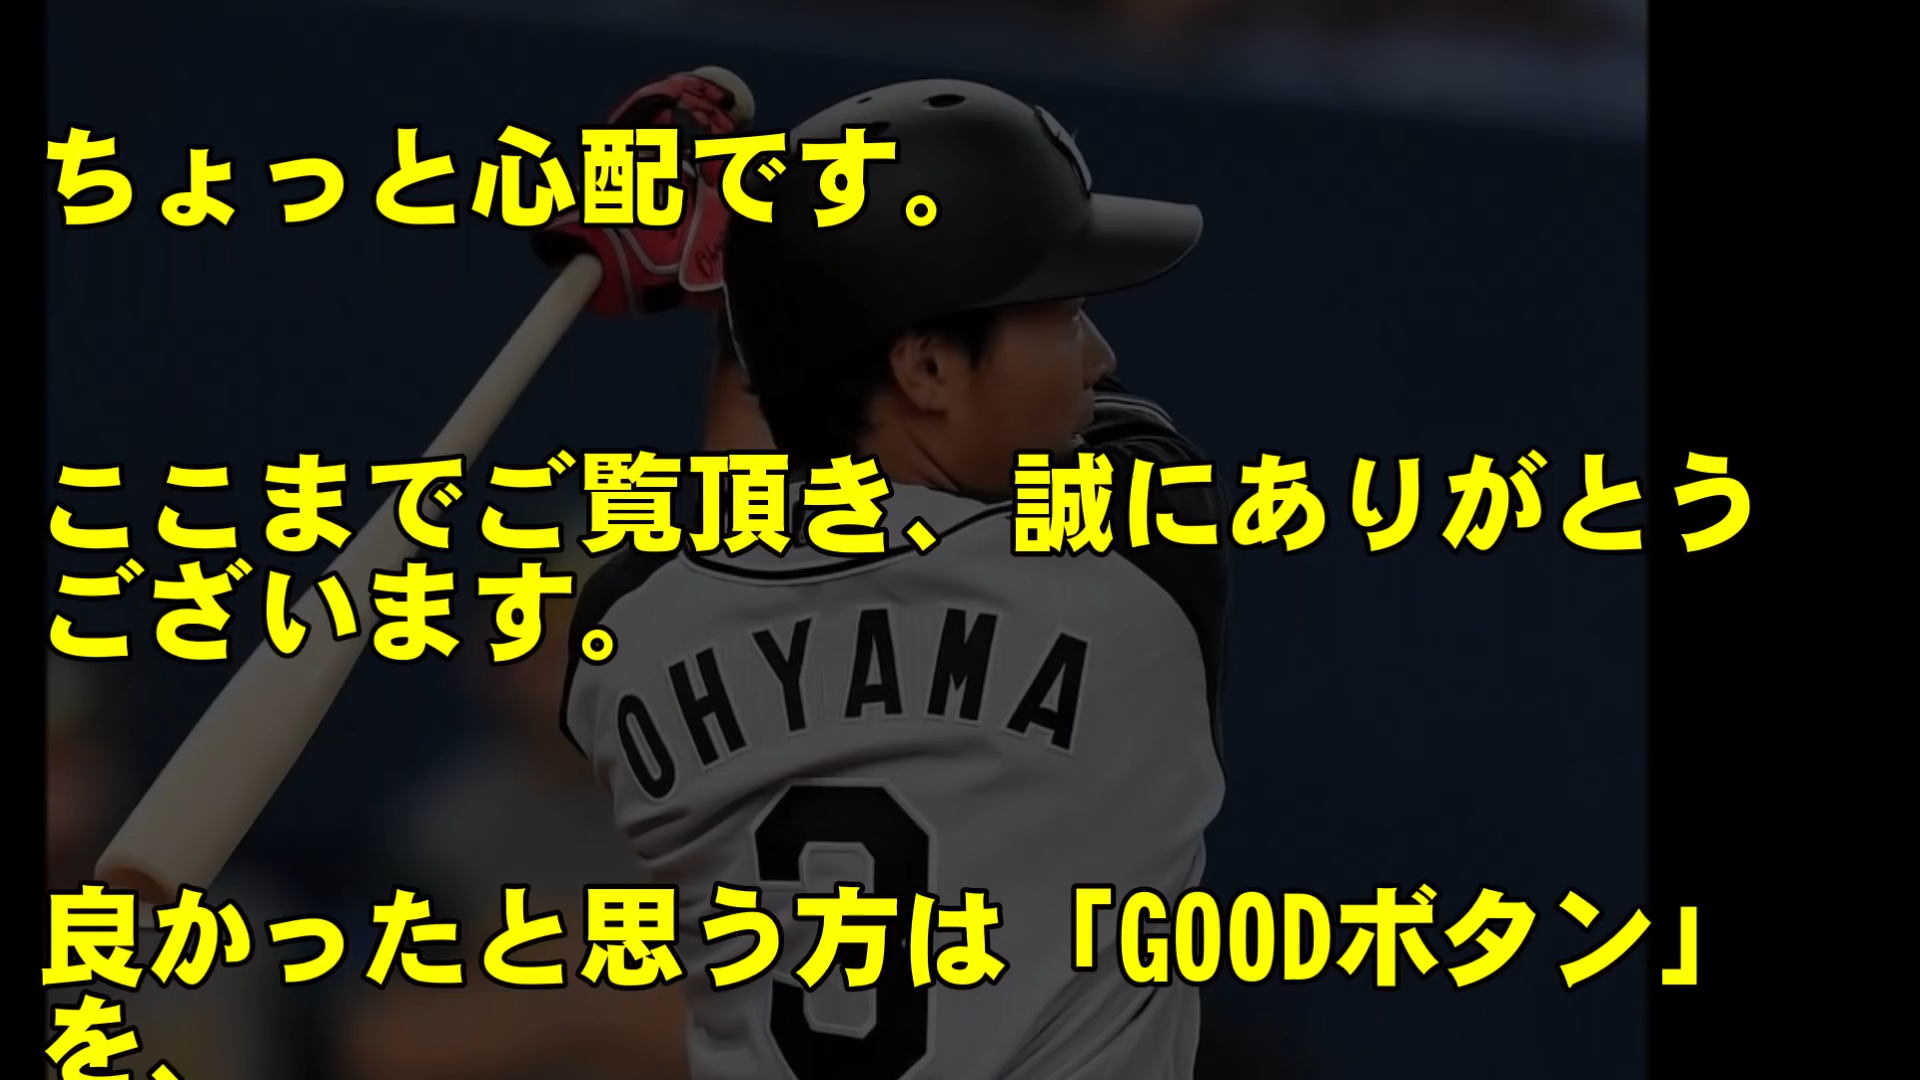 ちょっと心配です。
ここまでご覧頂き、誠にありがとう
ございます。
OHYAMA
3
良かったと思う方は「GOODボタン」
を、